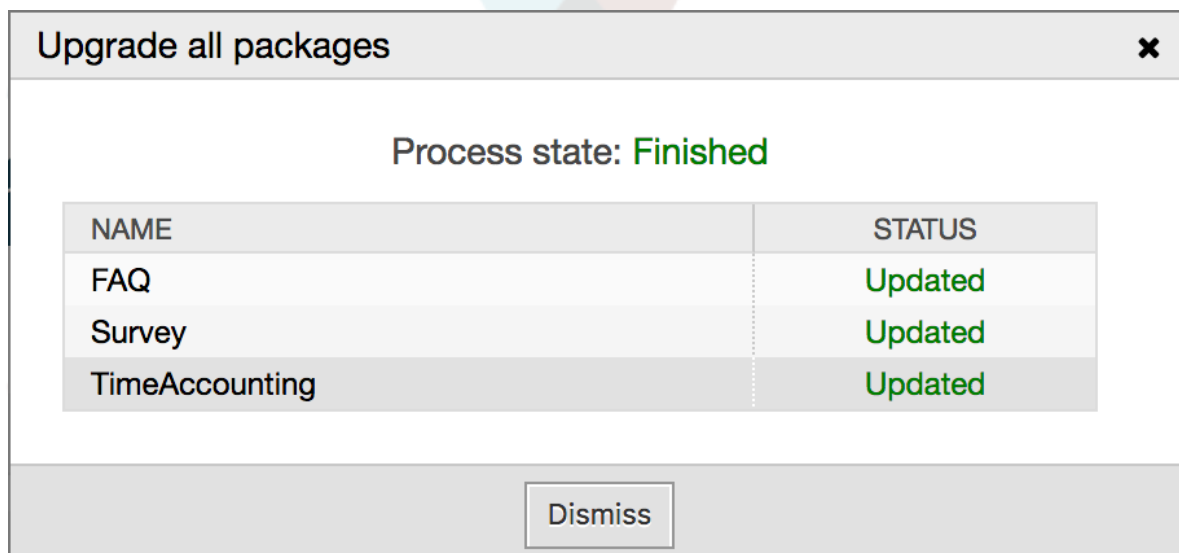 Upgrade all packages
Process state: Finished
NAME STATUS
FAQ Updated
Survey Updated
TimeAccounting Updated
Dismiss